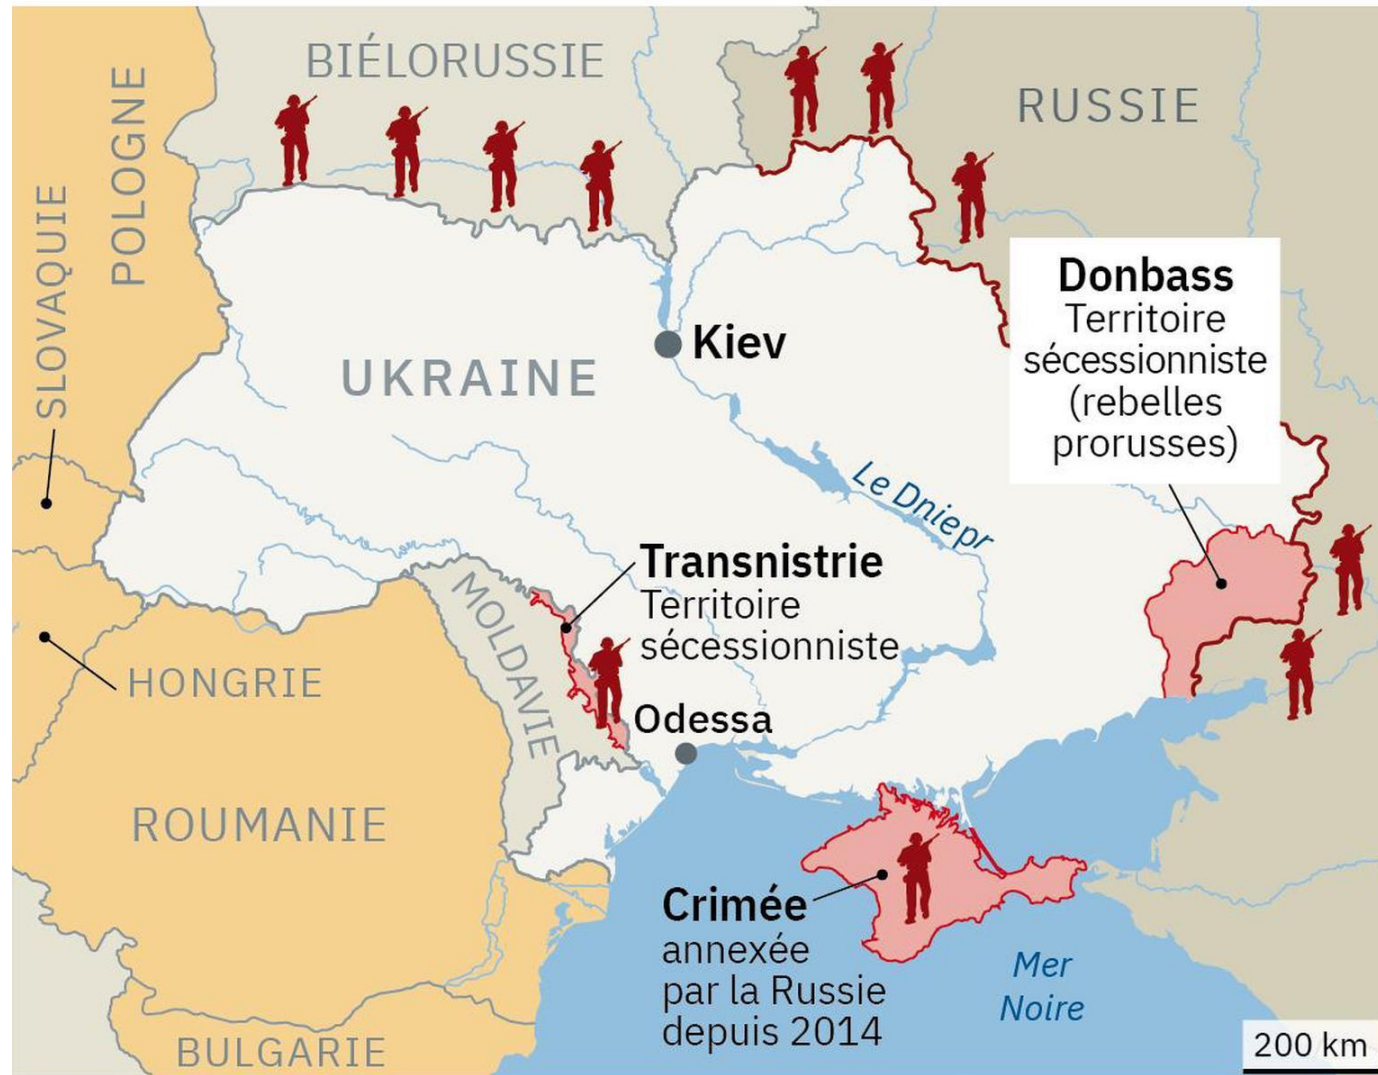 BIÉLORUSSIE
RUSSIE
POLOGNE
SLOVAQUIE
Donbass
Territoire
sécessionniste
(rebelles
prorusses)
Kiev
UKRAINE
Le Dniepr
Transnistrie
Territoire
sécessionniste
MOLDAVIE
HONGRIE
Odessa
ROUMANIE
Crimée
annexée
par la Russie
depuis 2014
Mer
Noire
BULGARIE
200 km